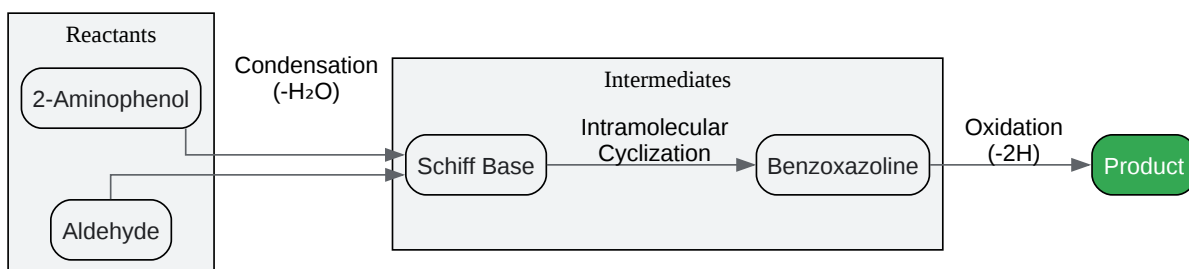 Reactants
2-Aminophenol
Aldehyde
Condensation
(-H₂O)
Intermediates
Schiff Base
Intramolecular
Cyclization
Benzoxazoline
Oxidation
(-2H)
Product